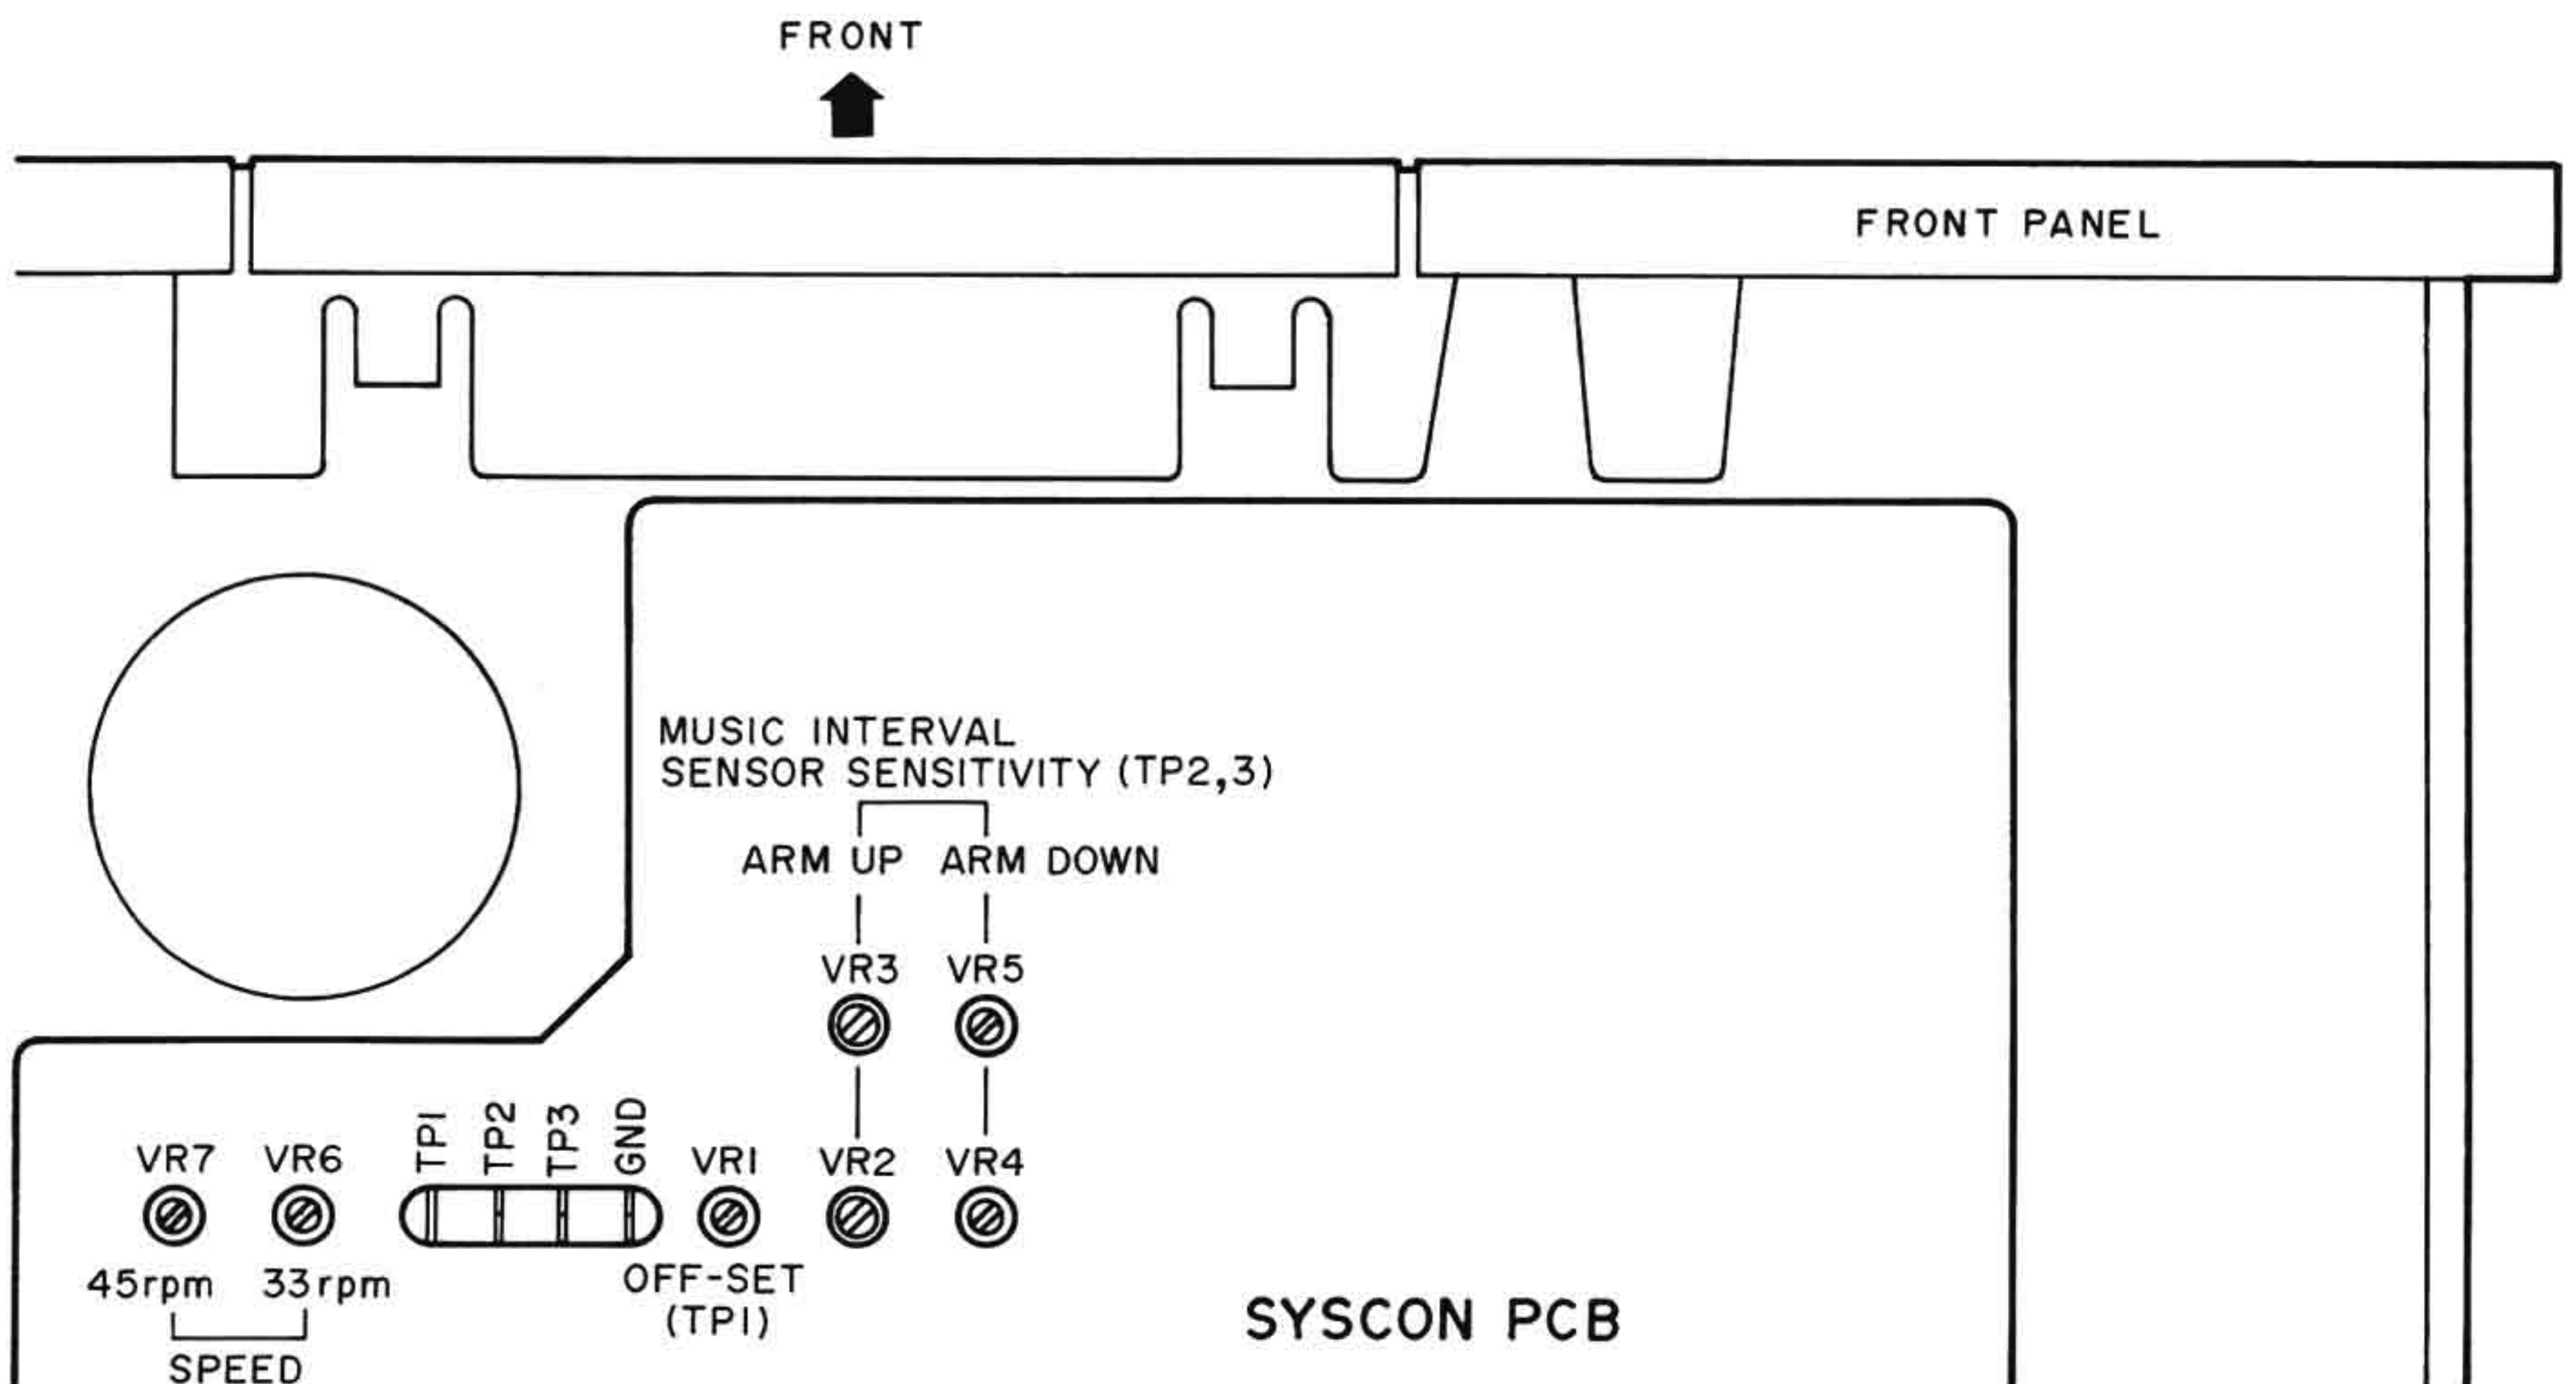 FRONT
FRONT PANEL
MUSIC INTERVAL
SENSOR SENSITIVITY (TP2,3)
ARM UP ARM DOWN
VR3 VR5
VR7 VR6 TP1 TP2 TP3 GND VR1 VR2 VR4
45rpm 33rpm
OFF-SET
(TP1)
SPEED
SYSCON PCB